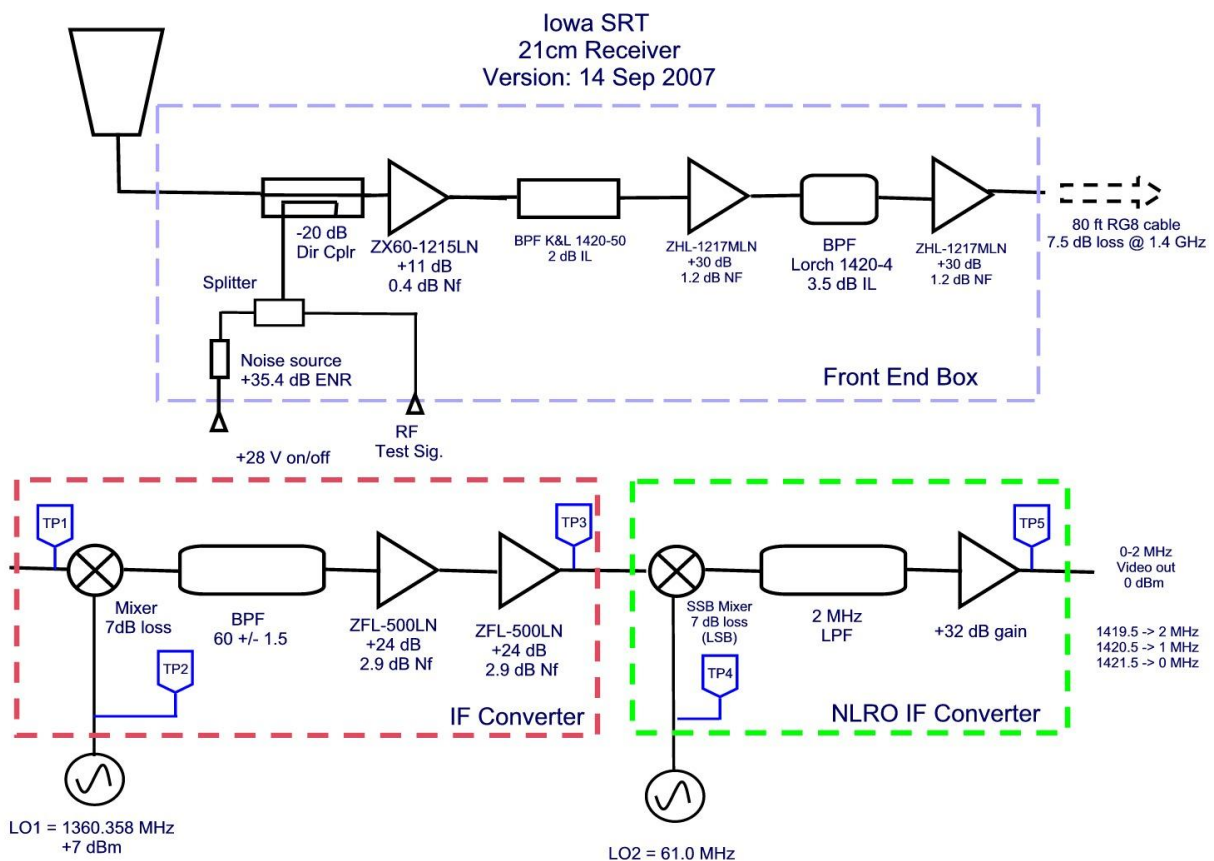 Iowa SRT
21cm Receiver
Version: 14 Sep 2007
-20 dB
Dir Cplr
ZX60-1215LN
+11 dB
0.4 dB Nf
BPF K&L 1420-50
2 dB IL
ZHL-1217MLN
+30 dB
1.2 dB NF
BPF
Lorch 1420-4
3.5 dB IL
ZHL-1217MLN
+30 dB
1.2 dB NF
80 ft RG8 cable
7.5 dB loss @ 1.4 GHz
Splitter
Noise source
+35.4 dB ENR
Front End Box
+28 V on/off
RF
Test Sig.
TP1
Mixer
7dB loss
BPF
60 +/- 1.5
ZFL-500LN
+24 dB
2.9 dB Nf
ZFL-500LN
+24 dB
2.9 dB Nf
TP3
TP2
IF Converter
LO1 = 1360.358 MHz
+7 dBm
SSB Mixer
7 dB loss
(LSB)
2 MHz
LPF
+32 dB gain
TP5
TP4
NLRO IF Converter
LO2 = 61.0 MHz
0-2 MHz
Video out
0 dBm
1419.5 -> 2 MHz
1420.5 -> 1 MHz
1421.5 -> 0 MHz